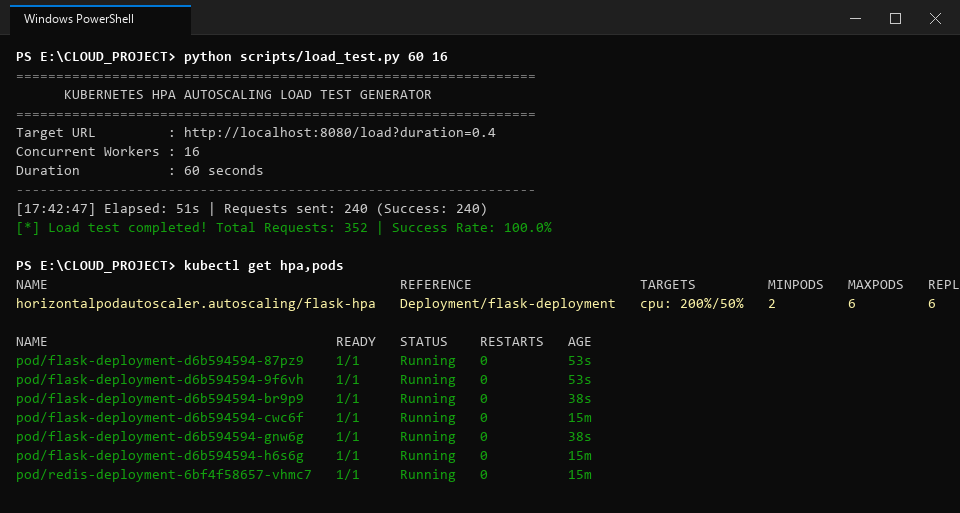 Windows PowerShell
PS E:\CLOUD_PROJECT> python scripts/load_test.py 60 16
=================================================================
KUBERNETES HPA AUTOSCALING LOAD TEST GENERATOR
=================================================================
Target URL         : http://localhost:8080/load?duration=0.4
Concurrent Workers : 16
Duration           : 60 seconds
-----------------------------------------------------------------
[17:42:47] Elapsed: 51s | Requests sent: 240 (Success: 240)
[*] Load test completed! Total Requests: 352 | Success Rate: 100.0%
PS E:\CLOUD_PROJECT> kubectl get hpa,pods
NAME                                            REFERENCE                     TARGETS         MINPODS   MAXPODS   REPL
horizontalpodautoscaler.autoscaling/flask-hpa   Deployment/flask-deployment   cpu: 200%/50%   2         6         6
NAME                                    READY   STATUS    RESTARTS   AGE
pod/flask-deployment-d6b594594-87pz9    1/1     Running   0          53s
pod/flask-deployment-d6b594594-9f6vh    1/1     Running   0          53s
pod/flask-deployment-d6b594594-br9p9    1/1     Running   0          38s
pod/flask-deployment-d6b594594-cwc6f    1/1     Running   0          15m
pod/flask-deployment-d6b594594-gnw6g    1/1     Running   0          38s
pod/flask-deployment-d6b594594-h6s6g    1/1     Running   0          15m
pod/redis-deployment-6bf4f58657-vhmc7   1/1     Running   0          15m